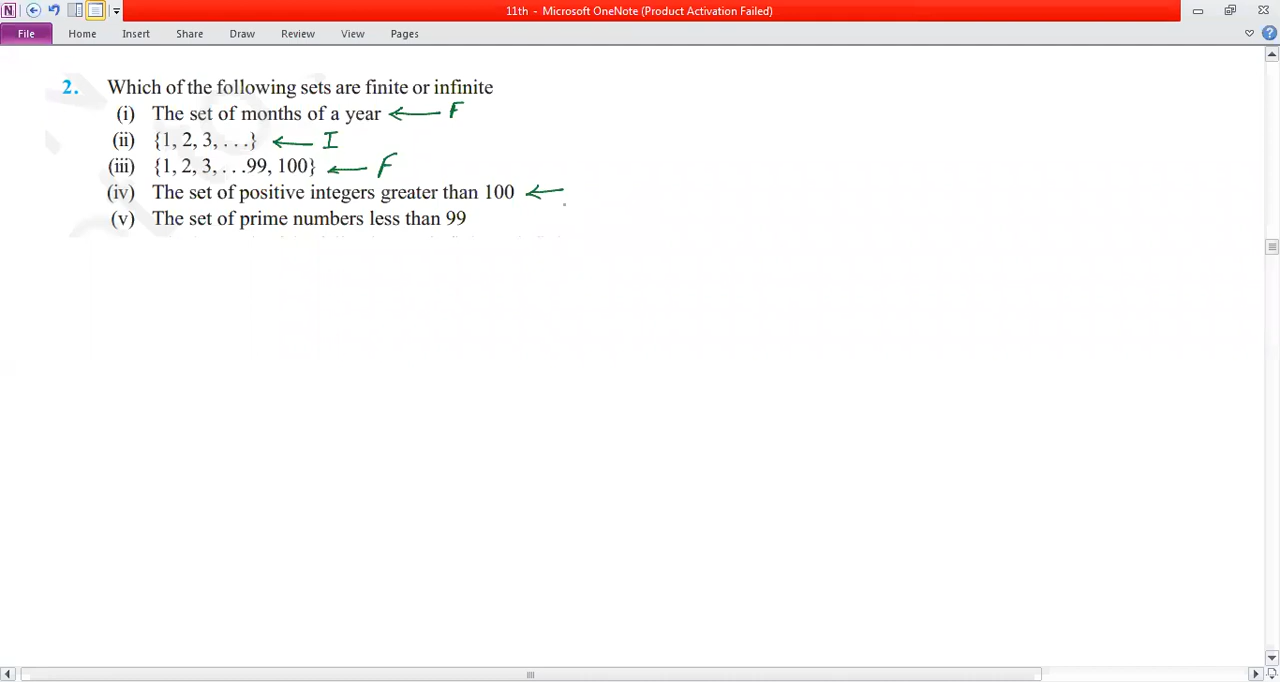 11th - Microsoft OneNote (Product Activation Failed)
File Home Insert Share Draw Review View Pages
2. Which of the following sets are finite or infinite
(i) The set of months of a year ← F
(ii) {1, 2, 3, . . .} ← I
(iii) {1, 2, 3, . . .99, 100} ← F
(iv) The set of positive integers greater than 100 ←
(v) The set of prime numbers less than 99